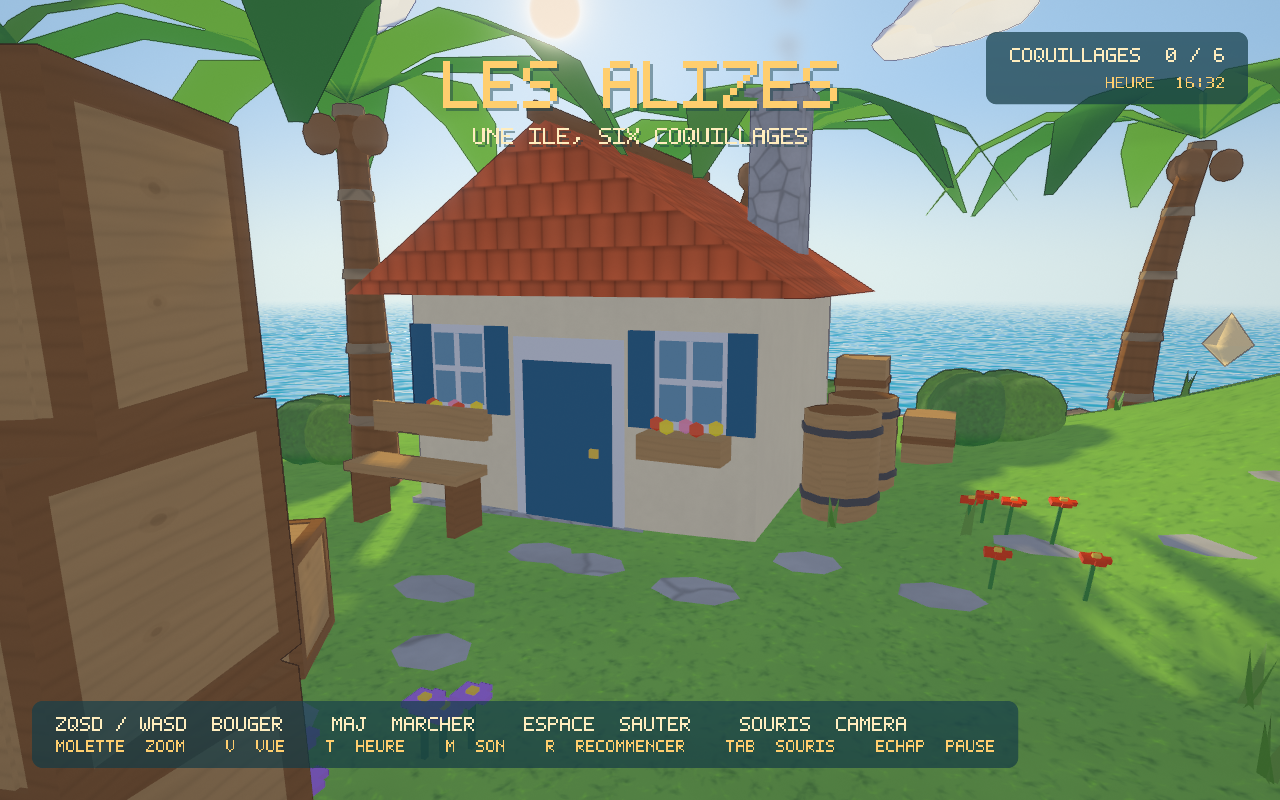 LES ALIZES
UNE ILE, SIX COQUILLAGES
COQUILLAGES 0 / 6
HEURE 16:32
ZQSD / WASD BOUGER MAJ MARCHER ESPACE SAUTER SOURIS CAMERA
MOLETTE ZOOM V VUE T HEURE M SON R RECOMMENCER TAB SOURIS ECHAP PAUSE